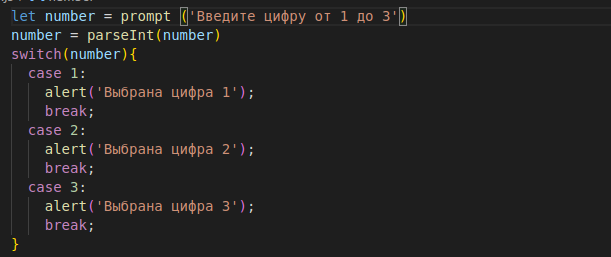 let number = prompt ('Введите цифру от 1 до 3')
number = parseInt(number)
switch(number){
case 1:
alert('Выбрана цифра 1');
break;
case 2:
alert('Выбрана цифра 2');
break;
case 3:
alert('Выбрана цифра 3');
break;
}